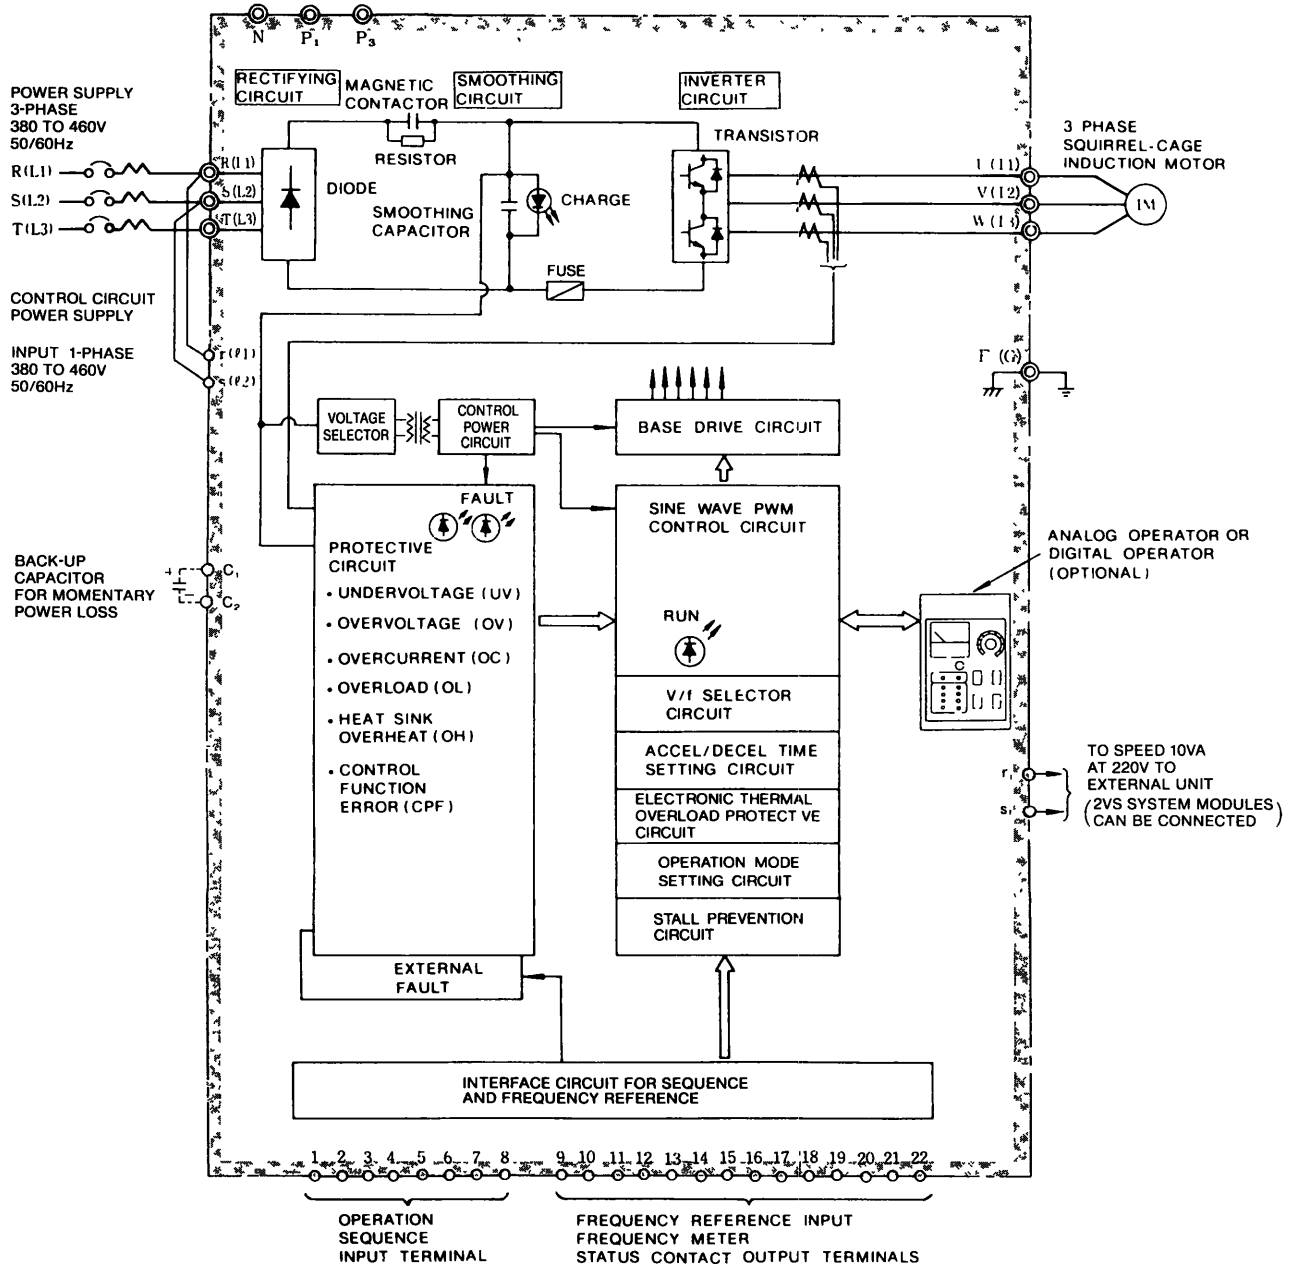 N P1 P3
RECTIFYING
CIRCUIT
MAGNETIC
CONTACTOR
SMOOTHING
CIRCUIT
INVERTER
CIRCUIT
POWER SUPPLY
3-PHASE
380 TO 460V
50/60Hz
RESISTOR
TRANSISTOR
3 PHASE
SQUIRREL-CAGE
INDUCTION MOTOR
R(L1)
S(L2)
T(L3)
R(L1)
S(L2)
T(L3)
DIODE
SMOOTHING
CAPACITOR
CHARGE
FUSE
V(T2)
W(T3)
IM
CONTROL CIRCUIT
POWER SUPPLY
INPUT 1-PHASE
380 TO 460V
50/60Hz
r(ℓ1)
s(ℓ2)
(G)
VOLTAGE
SELECTOR
CONTROL
POWER
CIRCUIT
BASE DRIVE CIRCUIT
FAULT
PROTECTIVE
CIRCUIT
• UNDERVOLTAGE (UV)
• OVERVOLTAGE (OV)
• OVERCURRENT (OC)
• OVERLOAD (OL)
• HEAT SINK
OVERHEAT (OH)
• CONTROL
FUNCTION
ERROR (CPF)
SINE WAVE PWM
CONTROL CIRCUIT
RUN
V/f SELECTOR
CIRCUIT
ACCEL/DECEL TIME
SETTING CIRCUIT
ELECTRONIC THERMAL
OVERLOAD PROTECT VE
CIRCUIT
OPERATION MODE
SETTING CIRCUIT
STALL PREVENTION
CIRCUIT
ANALOG OPERATOR OR
DIGITAL OPERATOR
(OPTIONAL)
BACK-UP
CAPACITOR
FOR MOMENTARY
POWER LOSS
+
−
C1
C2
r1
s1
TO SPEED 10VA
AT 220V TO
EXTERNAL UNIT
(2VS SYSTEM MODULES
CAN BE CONNECTED)
EXTERNAL
FAULT
INTERFACE CIRCUIT FOR SEQUENCE
AND FREQUENCY REFERENCE
1 2 3 4 5 6 7 8 9 10 11 12 13 14 15 16 17 18 19 20 21 22
OPERATION
SEQUENCE
INPUT TERMINAL
FREQUENCY REFERENCE INPUT
FREQUENCY METER
STATUS CONTACT OUTPUT TERMINALS